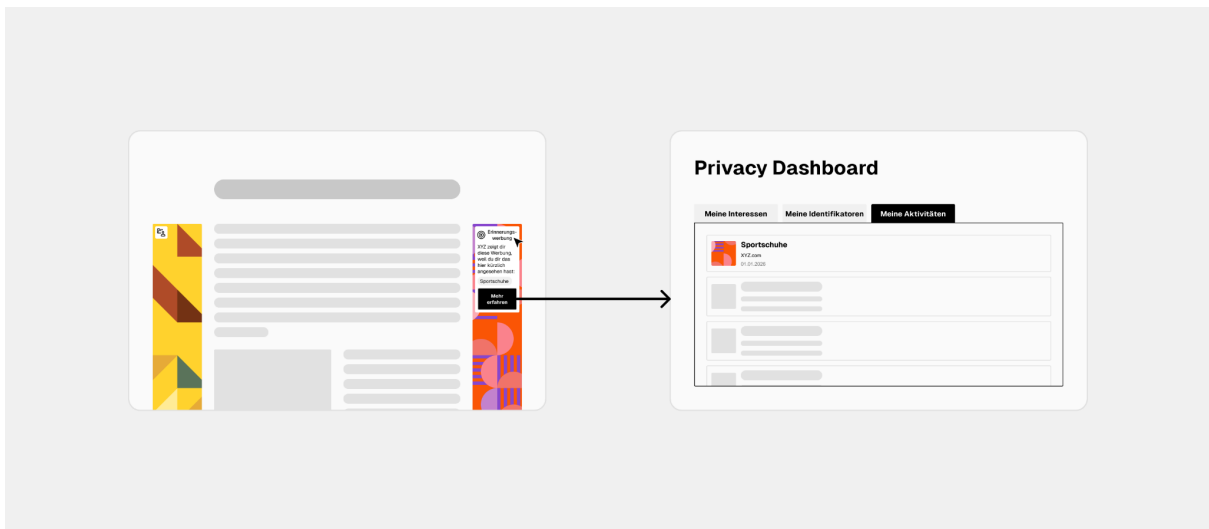 Erinnerungs-
werbung
XYZ zeigt dir
diese Werbung,
weil du dir das
hier kürzlich
angesehen hast:
Sportschuhe
Mehr
erfahren
Privacy Dashboard
Meine Interessen
Meine Identifikatoren
Meine Aktivitäten
Sportschuhe
XYZ.com
01.01.2026